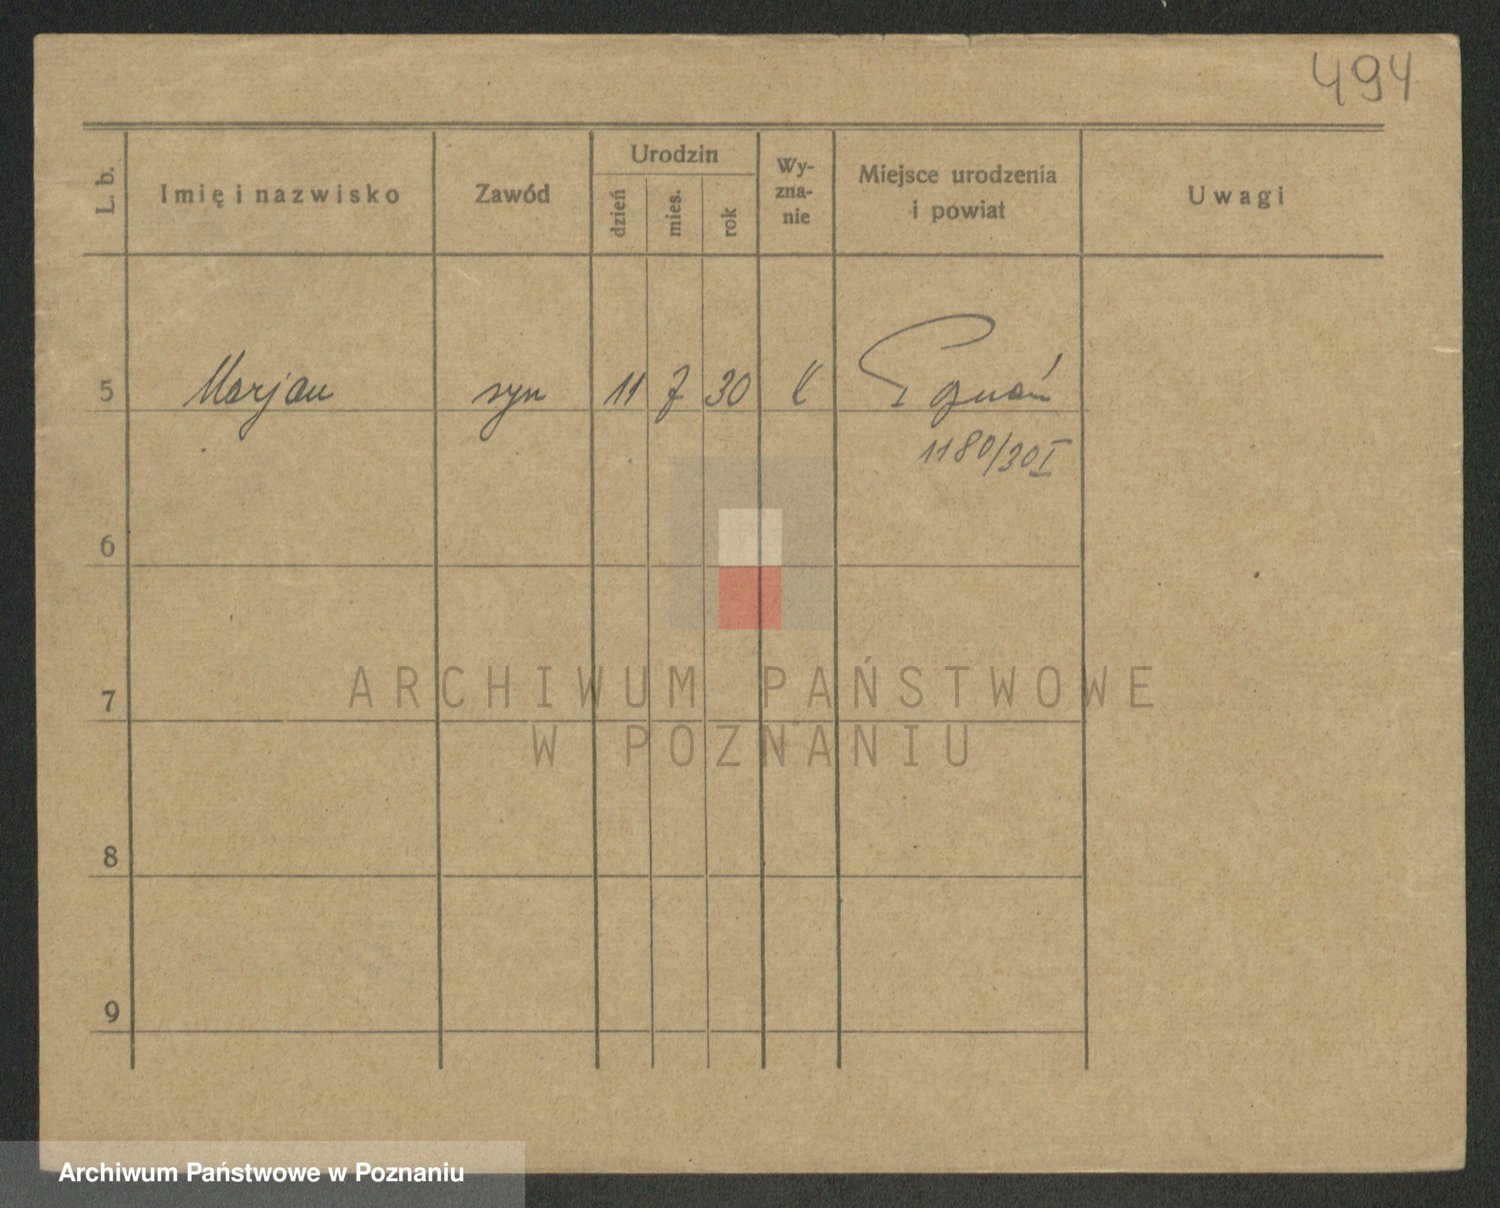 494
L. b. Imię i nazwisko Zawód Urodzin dzień mies. rok Wy-zna-nie Miejsce urodzenia i powiat Uwagi
5 Marjan syn 11 7 30 k Poznań
1180/30 I
6
7
8
9
ARCHIWUM PAŃSTWOWE
W POZNANIU
Archiwum Państwowe w Poznaniu